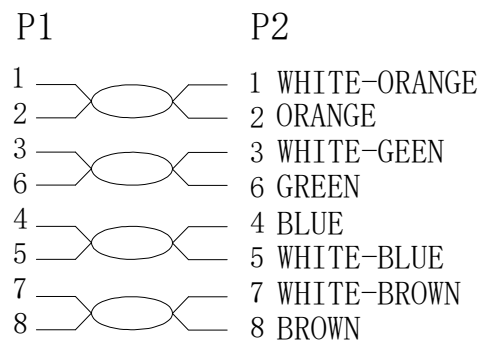 P1 P2
1 1 WHITE-ORANGE
2 2 ORANGE
3 3 WHITE-GEEN
6 6 GREEN
4 4 BLUE
5 5 WHITE-BLUE
7 7 WHITE-BROWN
8 8 BROWN